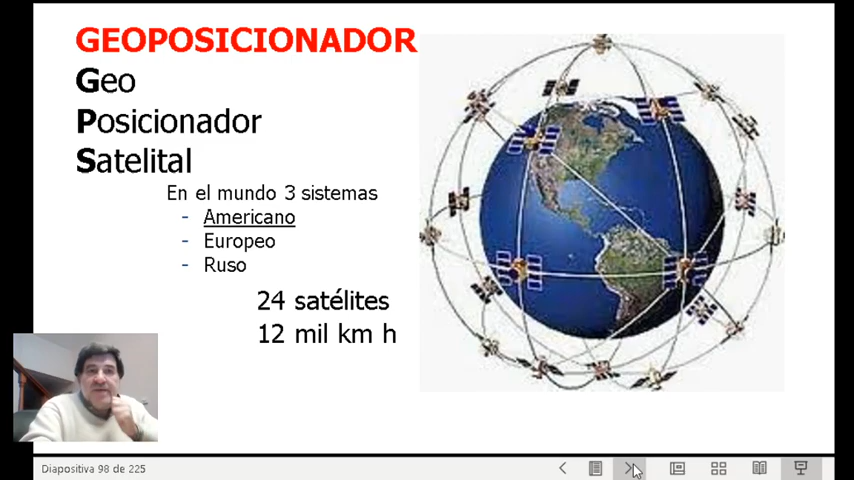 GEOPOSICIONADOR
Geo
Posicionador
Satelital
En el mundo 3 sistemas
- Americano
- Europeo
- Ruso
24 satélites
12 mil km h
Diapositiva 98 de 225